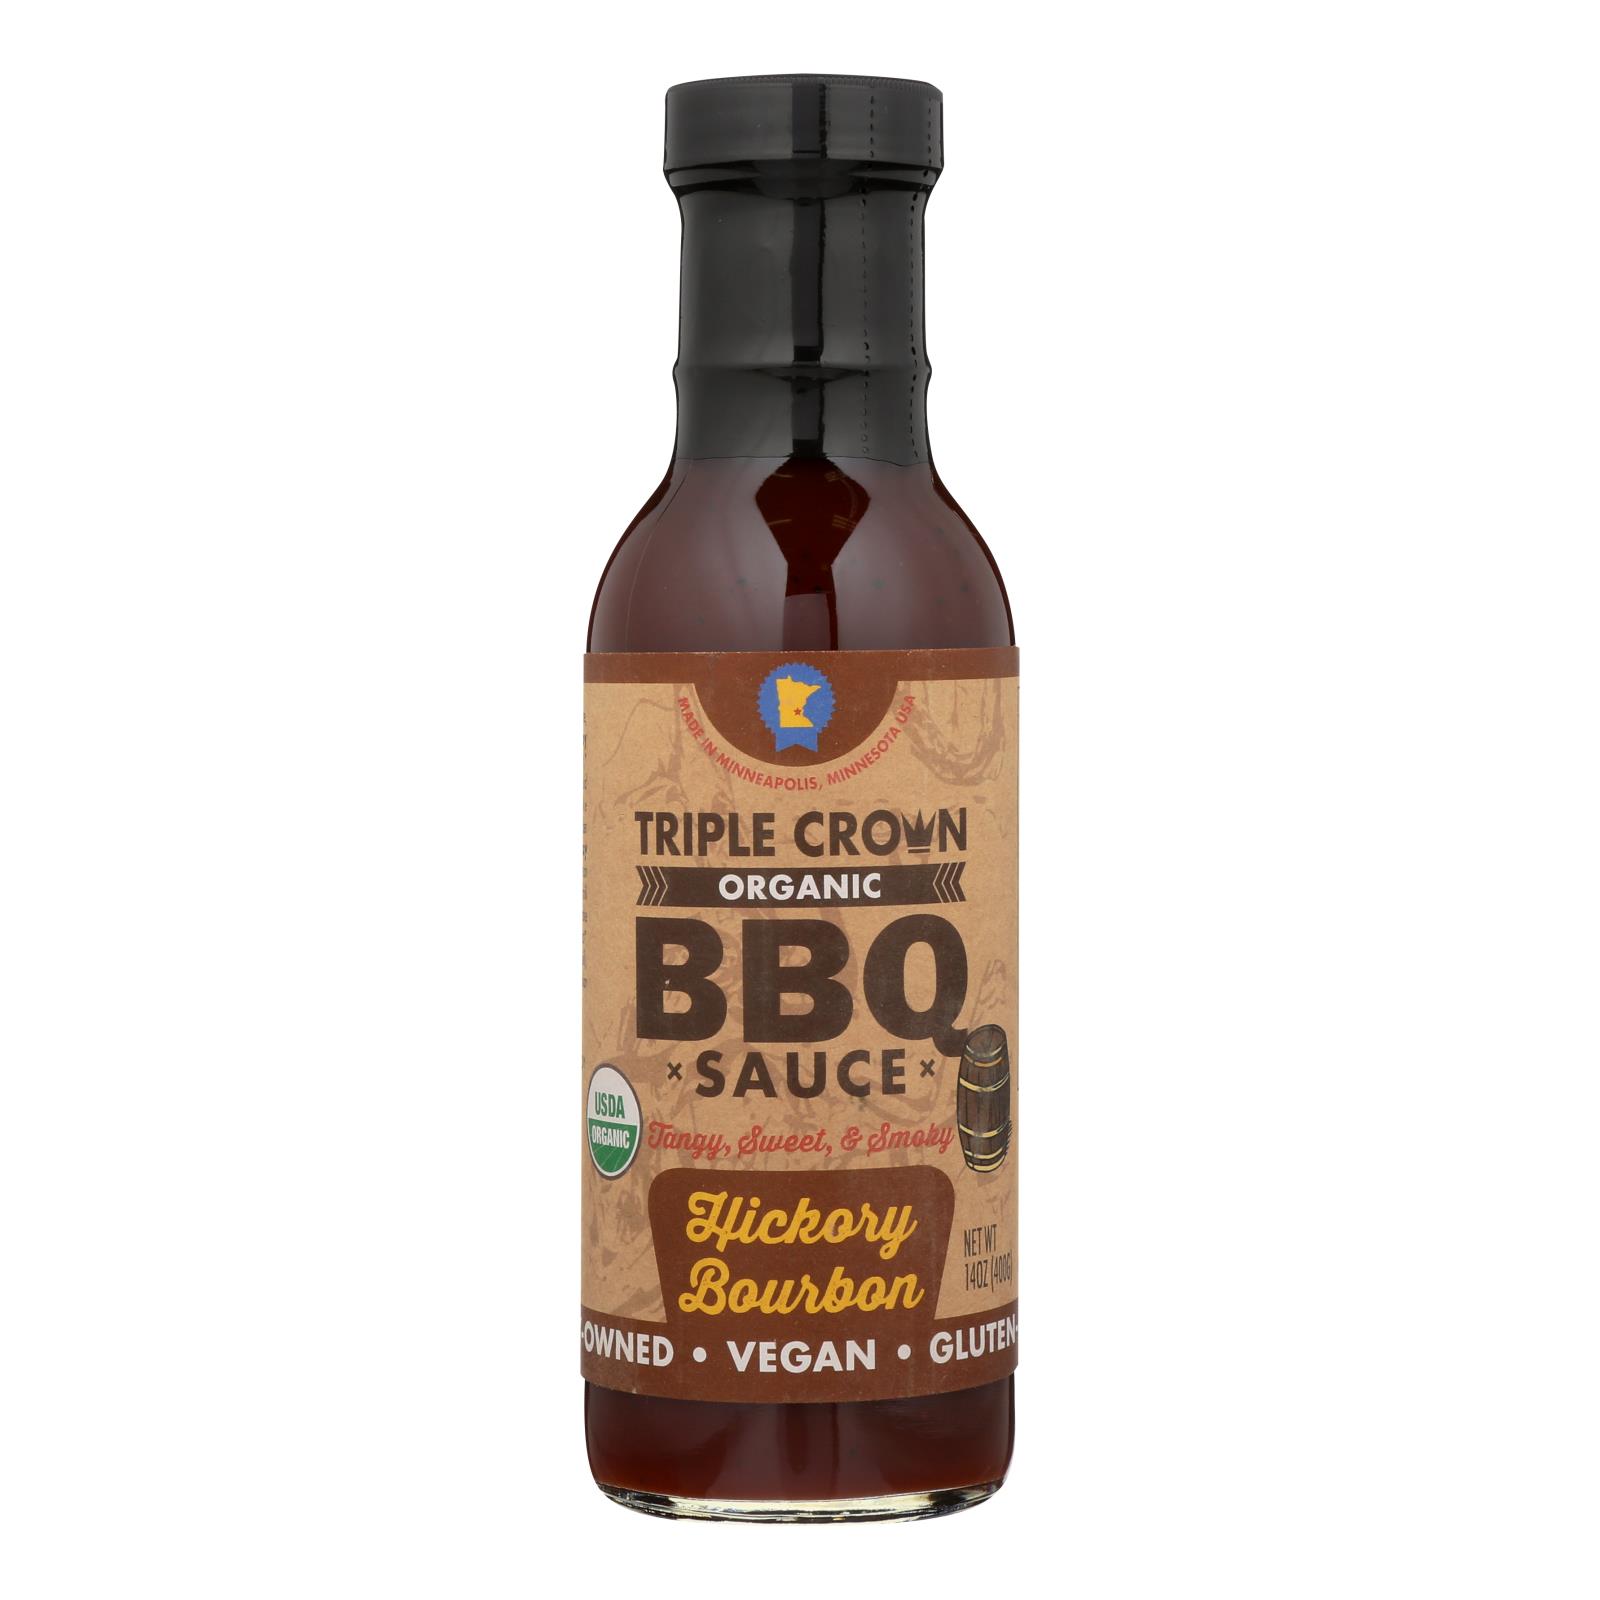 MADE IN MINNEAPOLIS, MINNESOTA USA
TRIPLE CROWN
ORGANIC
BBQ
SAUCE
USDA
ORGANIC
Tangy, Sweet, & Smoky
Hickory
Bourbon
NET WT
14OZ (400G)
-OWNED • VEGAN • GLUTEN-